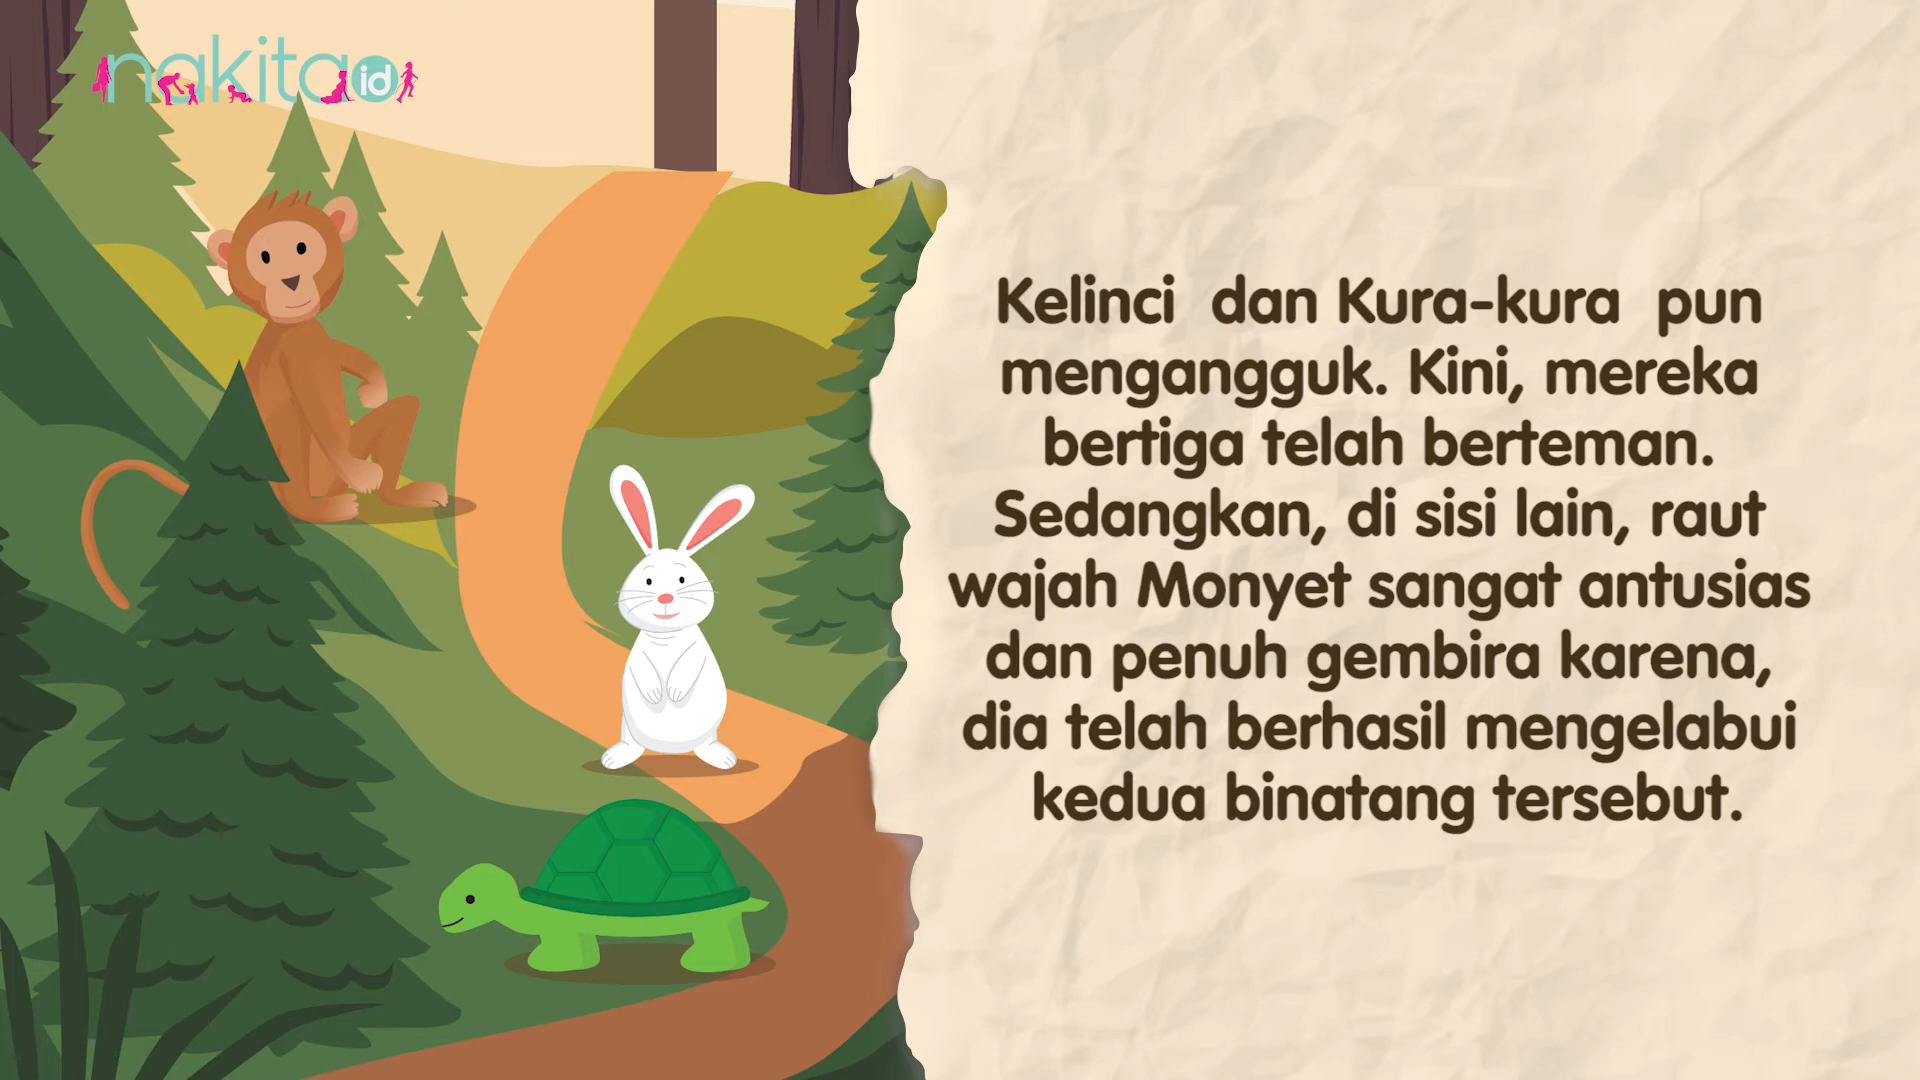 nakita id
Kelinci dan Kura-kura pun
mengangguk. Kini, mereka
bertiga telah berteman.
Sedangkan, di sisi lain, raut
wajah Monyet sangat antusias
dan penuh gembira karena,
dia telah berhasil mengelabui
kedua binatang tersebut.